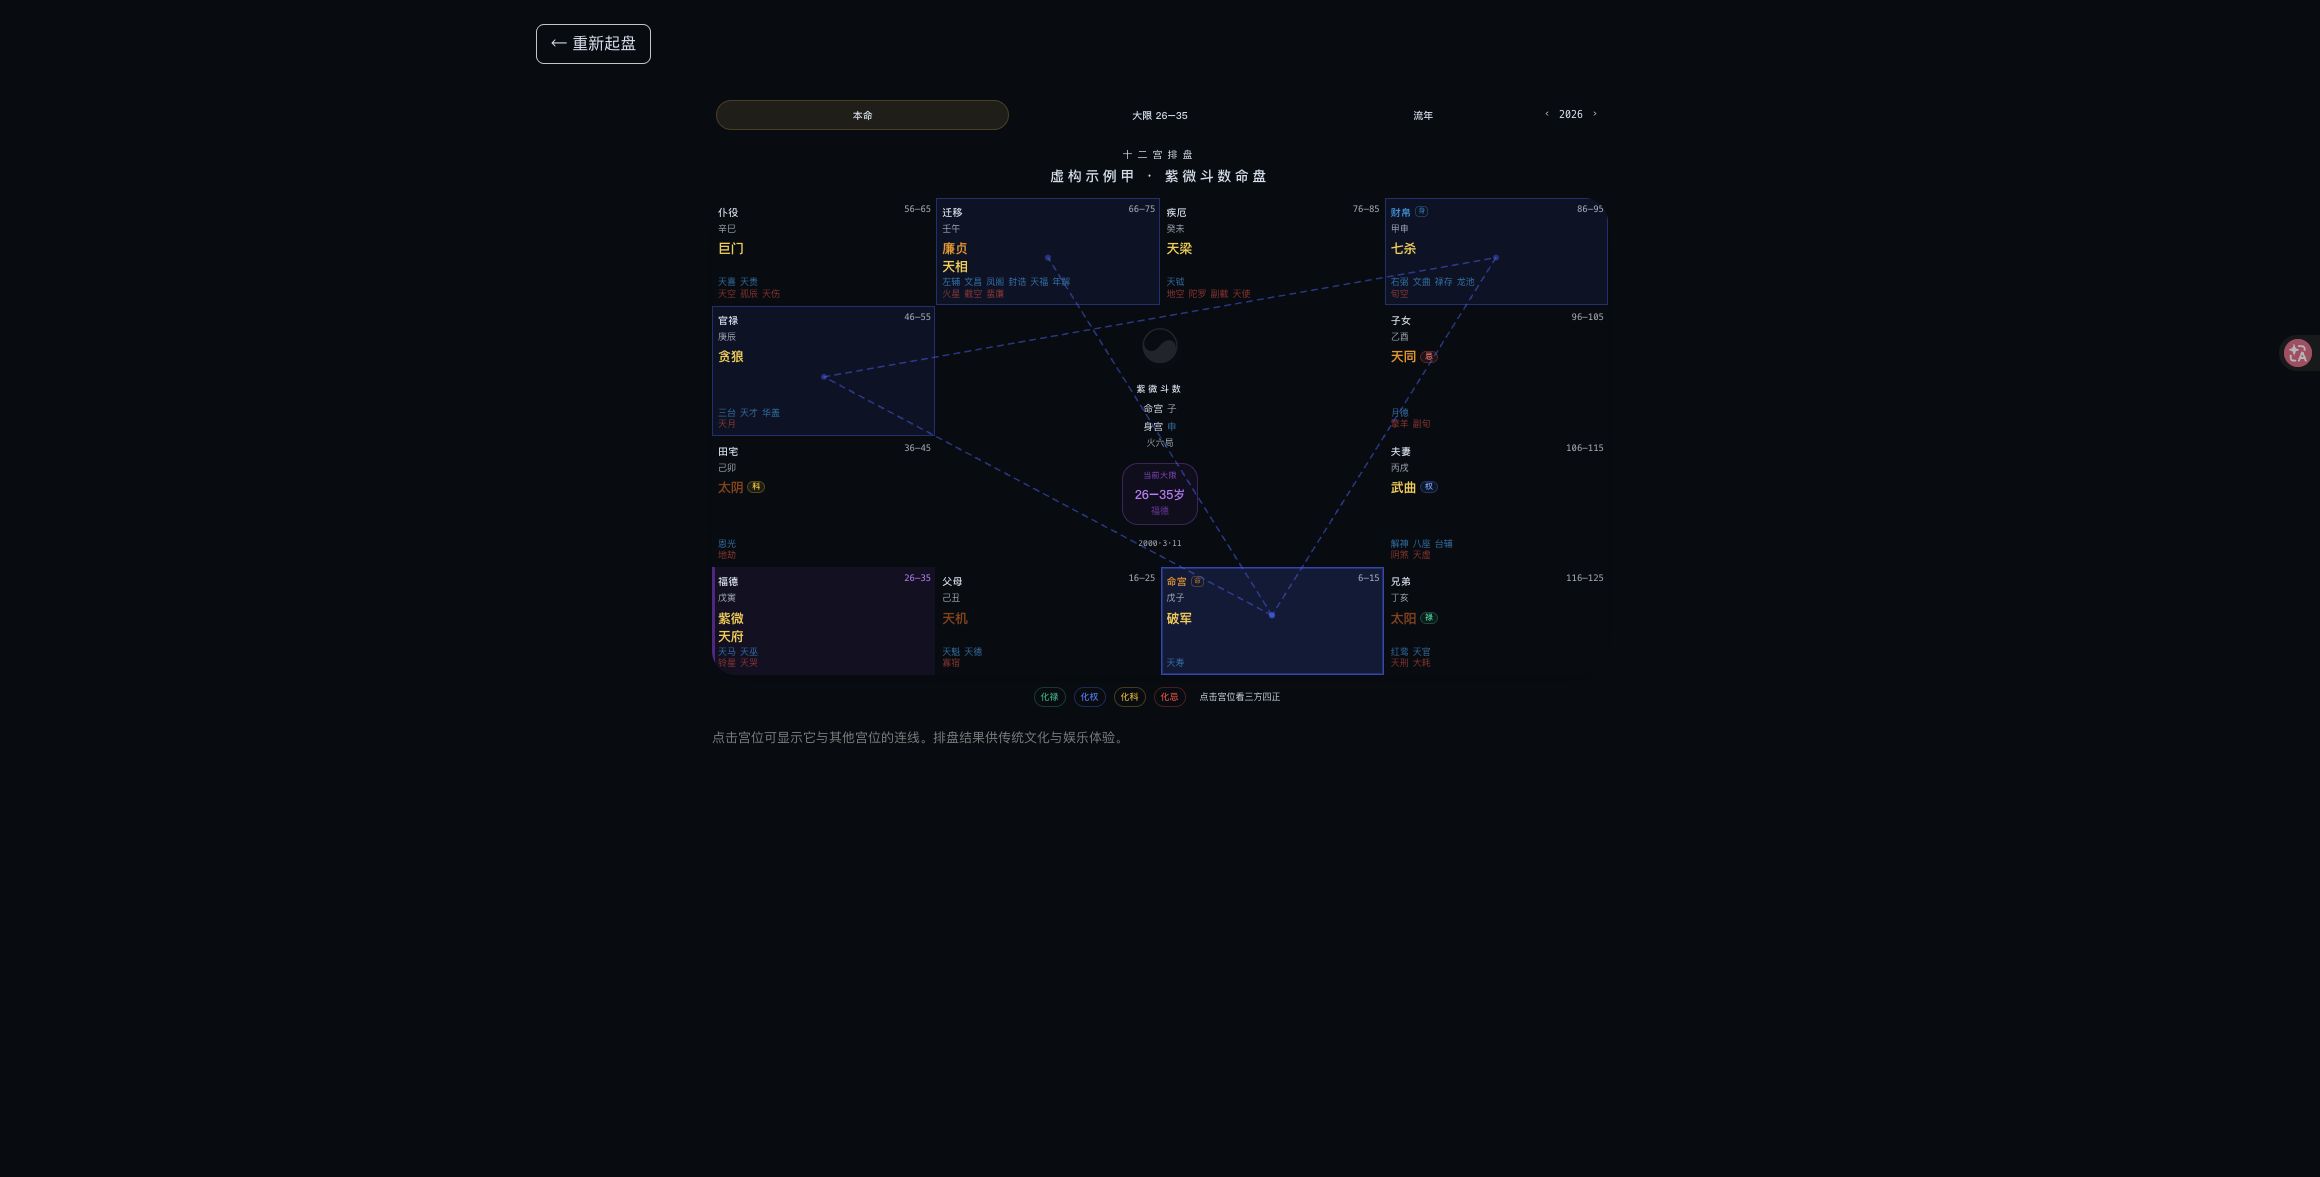 ← 重新起盘
本命
大限 26—35
流年
‹ 2026 ›
十二宫排盘
虚构示例甲 · 紫微斗数命盘
仆役 56—65
辛巳
巨门
天喜 天贵
天空 孤辰 天伤
迁移 66—75
壬午
廉贞
天相
左辅 文昌 凤阁 封诰 天福 年解
火星 截空 蜚廉
疾厄 76—85
癸未
天梁
天钺
地空 陀罗 副截 天使
财帛 身 86—95
甲申
七杀
右弼 文曲 禄存 龙池
旬空
官禄 46—55
庚辰
贪狼
三台 天才 华盖
天月
紫微斗数
命宫 子
身宫 申
火六局
当前大限
26—35岁
福德
2000-3-11
子女 96—105
乙酉
天同 忌
月德
擎羊 副旬
田宅 36—45
己卯
太阴 科
恩光
地劫
夫妻 106—115
丙戌
武曲 权
解神 八座 台辅
阴煞 天虚
福德 26—35
戊寅
紫微
天府
天马 天巫
铃星 天哭
父母 16—25
己丑
天机
天魁 天德
寡宿
命宫 命 6—15
戊子
破军
天寿
兄弟 116—125
丁亥
太阳 禄
红鸾 天官
天刑 大耗
化禄 化权 化科 化忌 点击宫位看三方四正
点击宫位可显示它与其他宫位的连线。排盘结果供传统文化与娱乐体验。